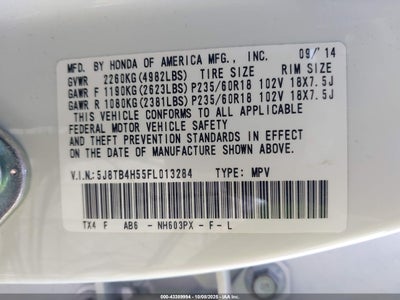 MFD. BY HONDA OF AMERICA MFG., INC. 09/14
GVWR 2260KG(4982LBS) TIRE SIZE RIM SIZE
GAWR F 1190KG(2623LBS) P235/60R18 102V 18X7.5J
GAWR R 1080KG(2381LBS) P235/60R18 102V 18X7.5J
THIS VEHICLE CONFORMS TO ALL APPLICABLE
FEDERAL MOTOR VEHICLE SAFETY
AND THEFT PREVENTION STANDARDS IN EFFECT ON
THE DATE OF MANUFACTURE SHOWN ABOVE.
V.I.N.:5J8TB4H55FL013284 TYPE: MPV
TX4 F AB6 - NH603PX - F - L
000-43309984 - 10/08/2025 - IAAI.COM